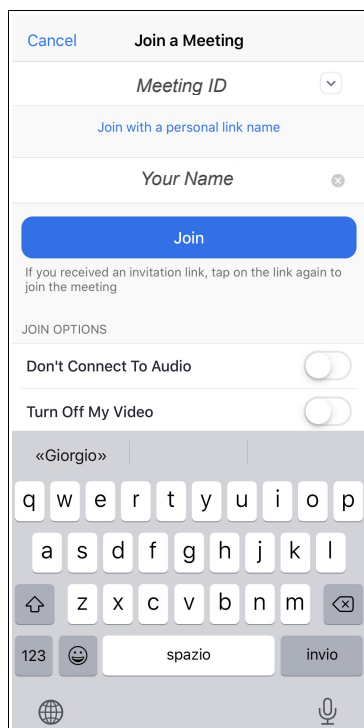 Cancel Join a Meeting
Meeting ID
Join with a personal link name
Your Name
Join
If you received an invitation link, tap on the link again to
join the meeting
JOIN OPTIONS
Don't Connect To Audio
Turn Off My Video
«Giorgio»
q w e r t y u i o p
a s d f g h j k l
z x c v b n m
123 spazio invio